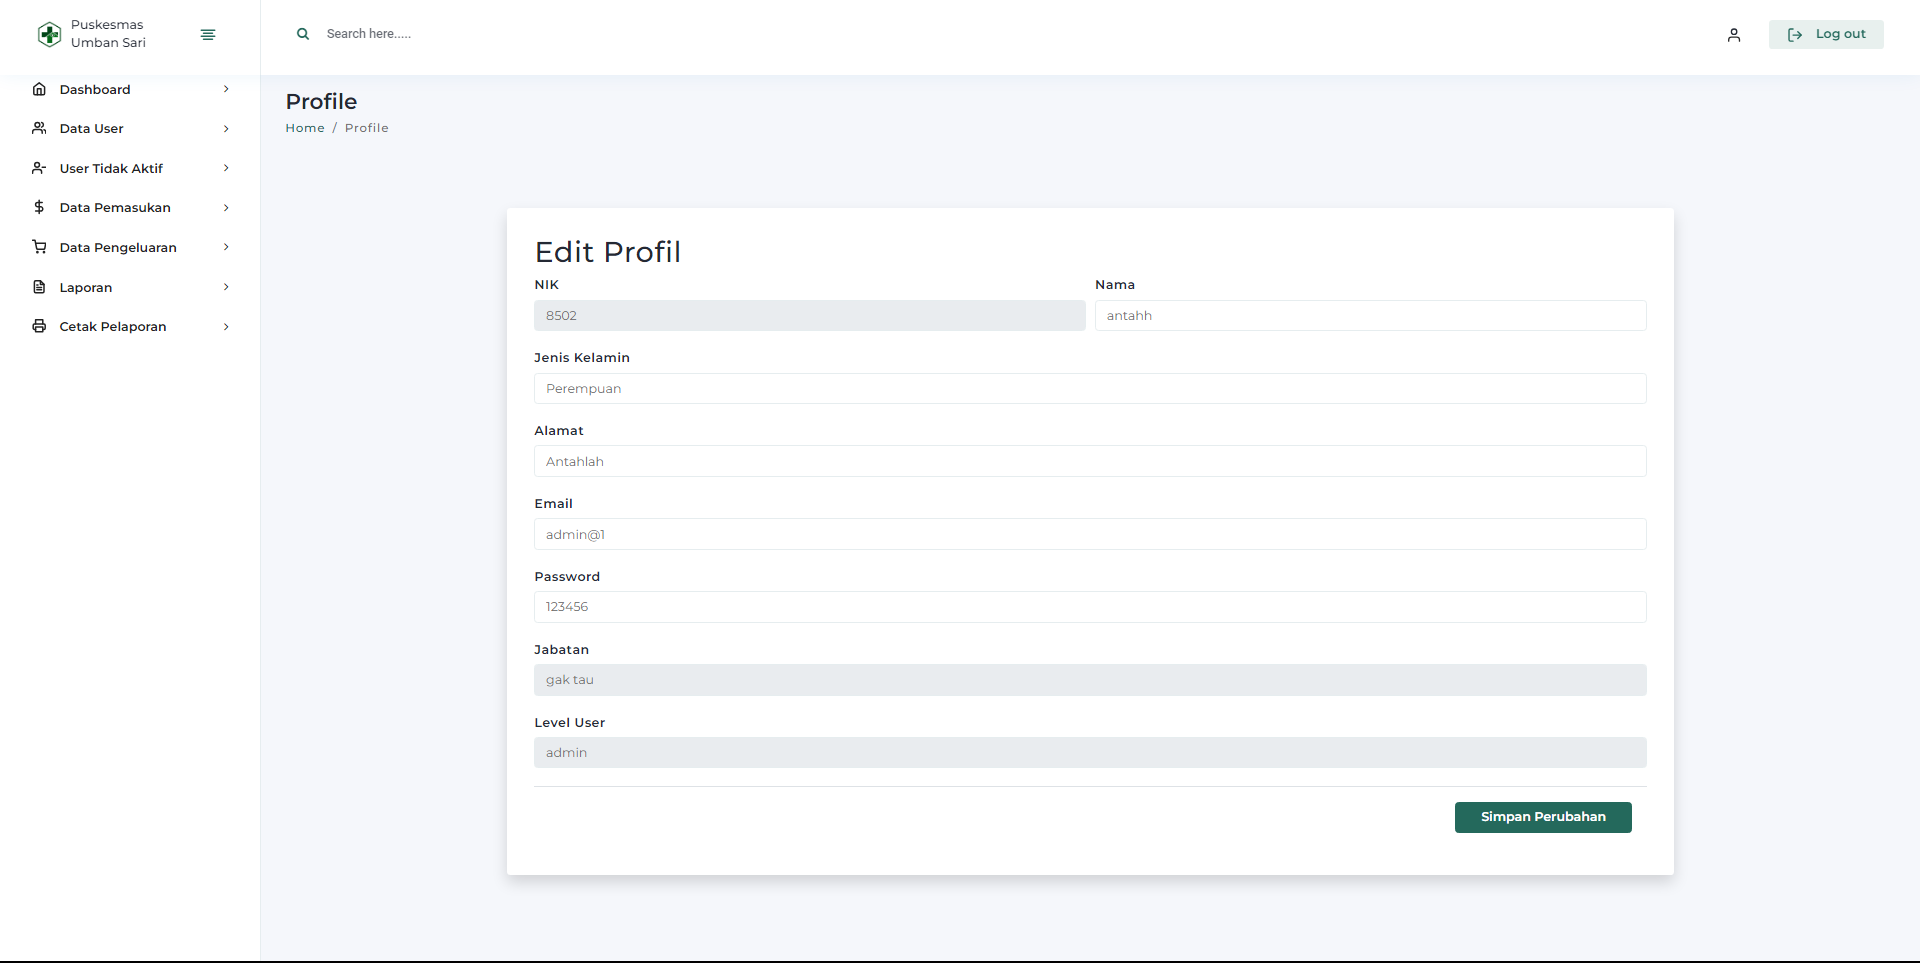 Puskesmas
Umban Sari
Search here.....
Log out
Dashboard
Data User
User Tidak Aktif
Data Pemasukan
Data Pengeluaran
Laporan
Cetak Pelaporan
Profile
Home / Profile
Edit Profil
NIK
8502
Nama
antahh
Jenis Kelamin
Perempuan
Alamat
Antahlah
Email
admin@1
Password
123456
Jabatan
gak tau
Level User
admin
Simpan Perubahan